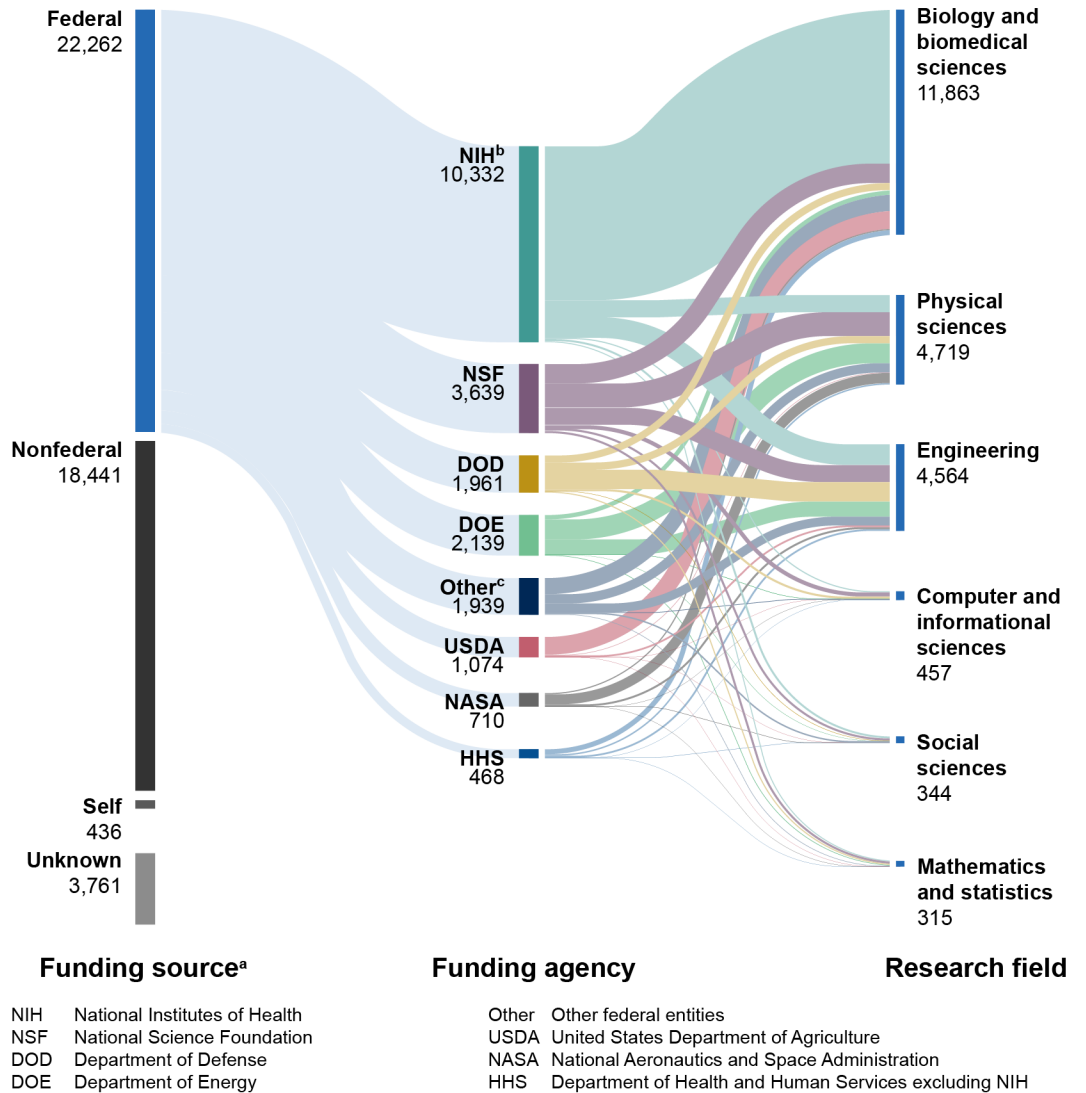 Federal
22,262
Nonfederal
18,441
Self
436
Unknown
3,761
NIHᵇ
10,332
NSF
3,639
DOD
1,961
DOE
2,139
Otherᶜ
1,939
USDA
1,074
NASA
710
HHS
468
Biology and
biomedical
sciences
11,863
Physical
sciences
4,719
Engineering
4,564
Computer and
informational
sciences
457
Social
sciences
344
Mathematics
and statistics
315
Funding sourceᵃ
Funding agency
Research field
NIH National Institutes of Health
NSF National Science Foundation
DOD Department of Defense
DOE Department of Energy
Other Other federal entities
USDA United States Department of Agriculture
NASA National Aeronautics and Space Administration
HHS Department of Health and Human Services excluding NIH